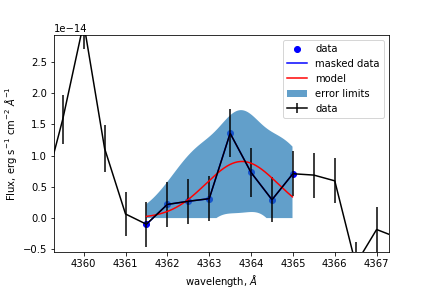 1e−14
data
masked data
model
error limits
data
2.5
2.0
1.5
1.0
0.5
0.0
−0.5
Flux, erg s⁻¹ cm⁻² Å⁻¹
4360 4361 4362 4363 4364 4365 4366 4367
wavelength, Å